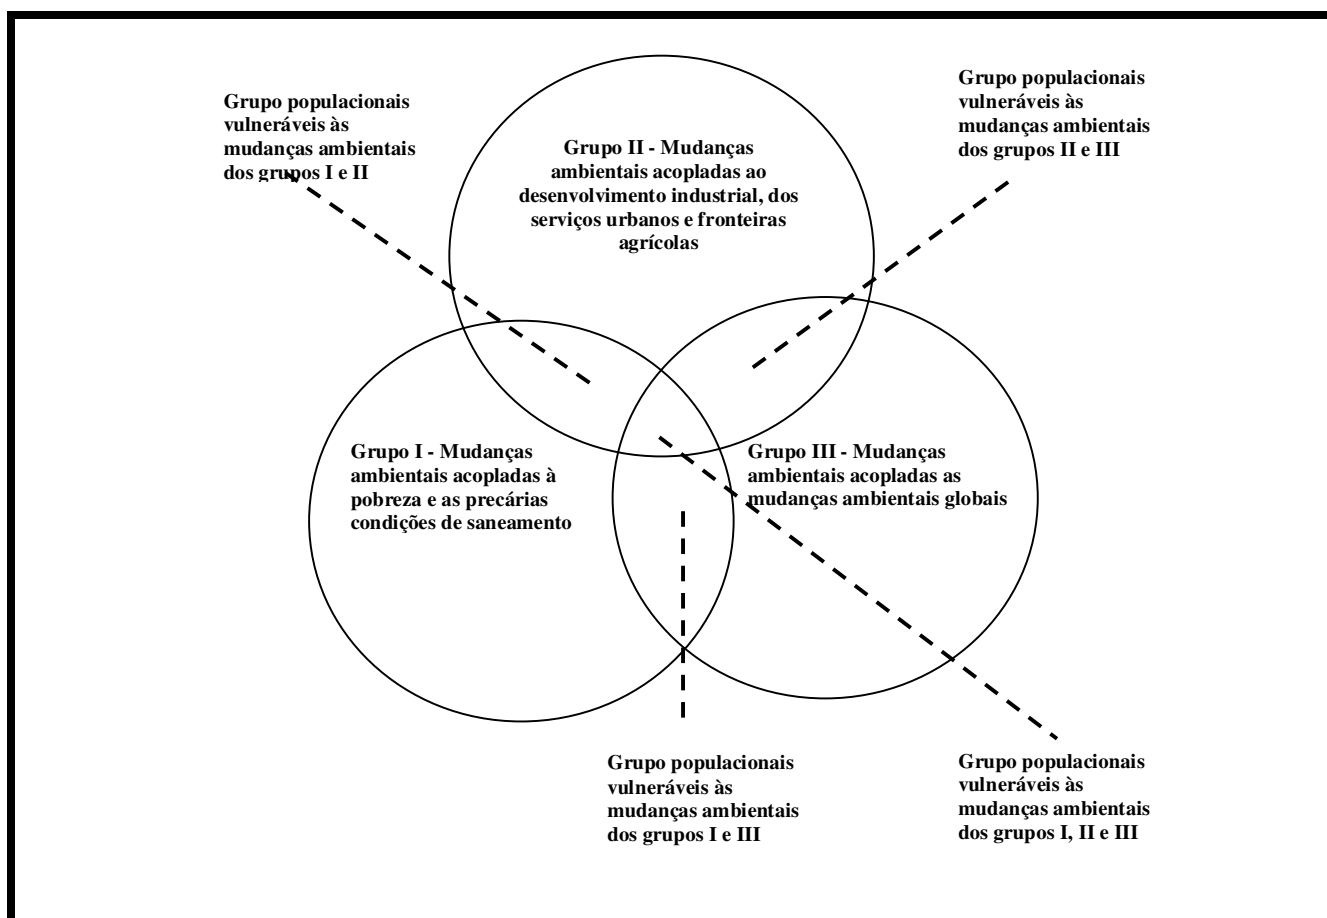 Grupo populacionais
vulneráveis às
mudanças ambientais
dos grupos I e II
Grupo populacionais
vulneráveis às
mudanças ambientais
dos grupos II e III
Grupo II - Mudanças
ambientais acopladas ao
desenvolvimento industrial, dos
serviços urbanos e fronteiras
agrícolas
Grupo I - Mudanças
ambientais acopladas à
pobreza e as precárias
condições de saneamento
Grupo III - Mudanças
ambientais acopladas as
mudanças ambientais globais
Grupo populacionais
vulneráveis às
mudanças ambientais
dos grupos I e III
Grupo populacionais
vulneráveis às
mudanças ambientais
dos grupos I, II e III